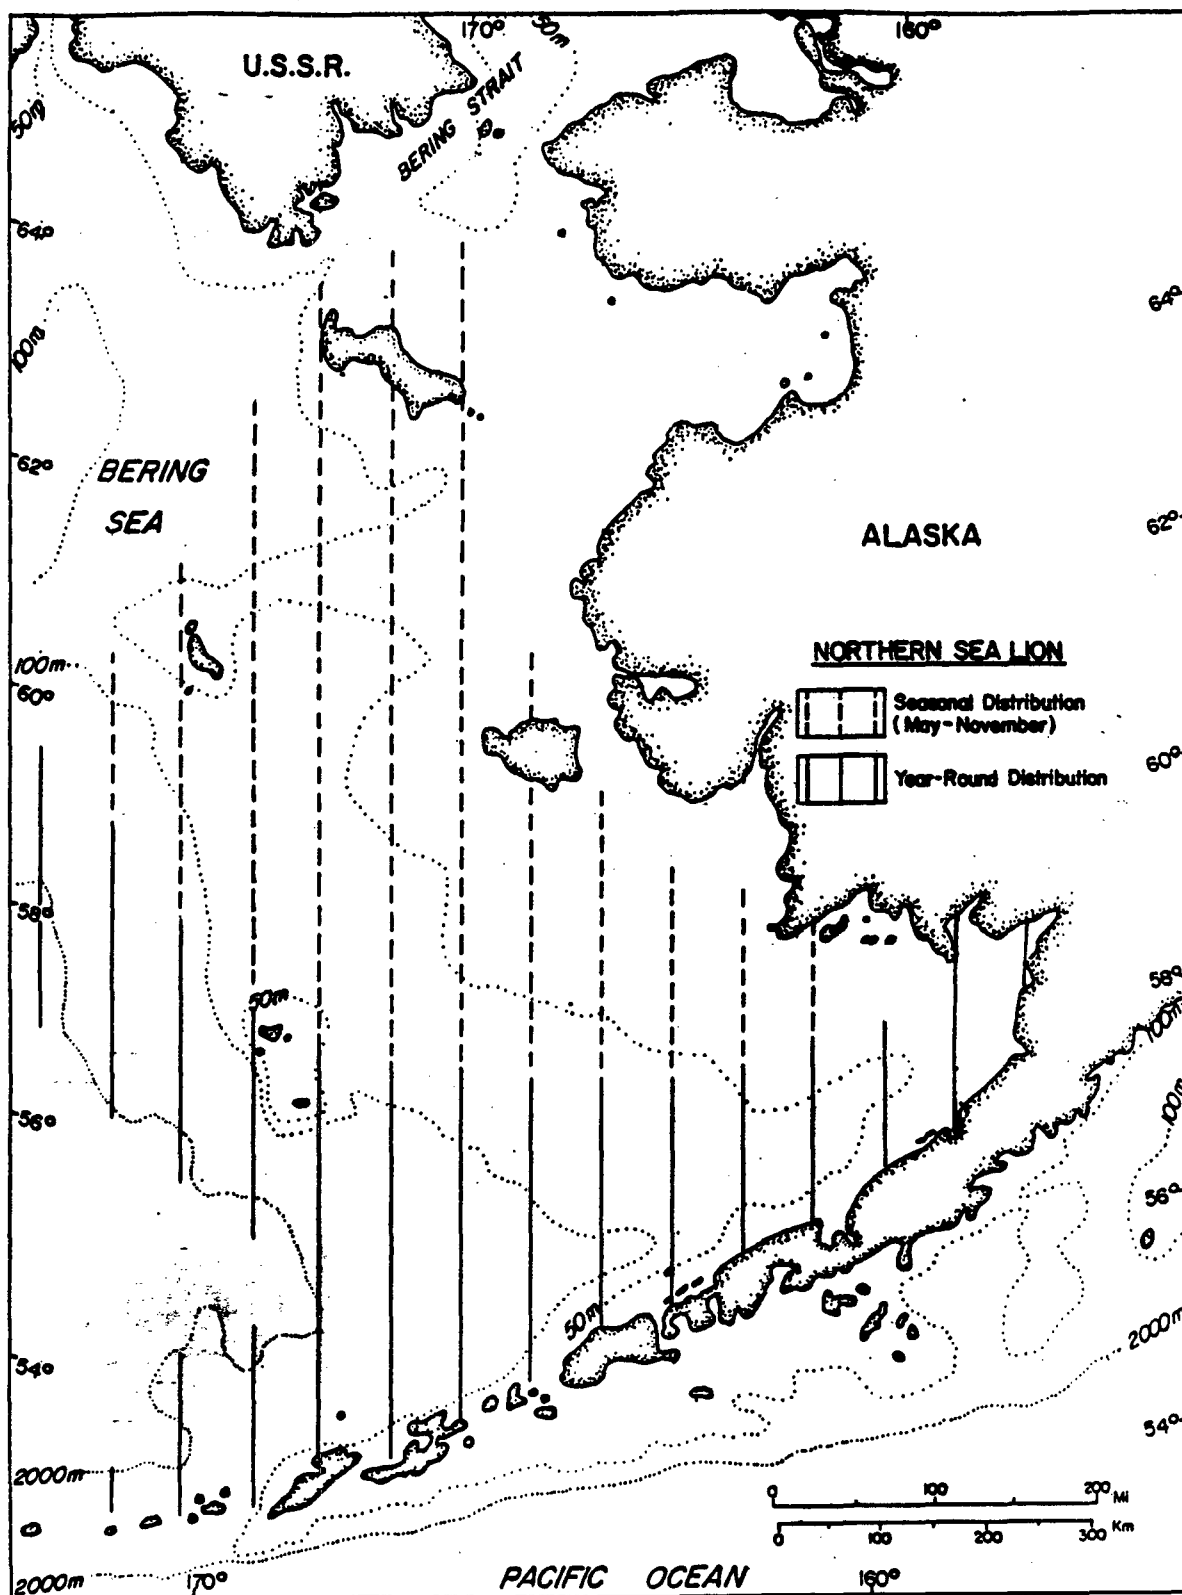 170°
50m
160°
U.S.S.R.
BERING STRAIT
50m
64°
64°
100m
62°
BERING
SEA
62°
ALASKA
NORTHERN SEA LION
100m
60°
Seasonal Distribution
(May-November)
60°
Year-Round Distribution
58°
58°
50m
100m
56°
100m
56°
50m
2000m
54°
54°
2000m
0 100 200 Mi
0 100 200 300 Km
2000m
170°
PACIFIC OCEAN
160°